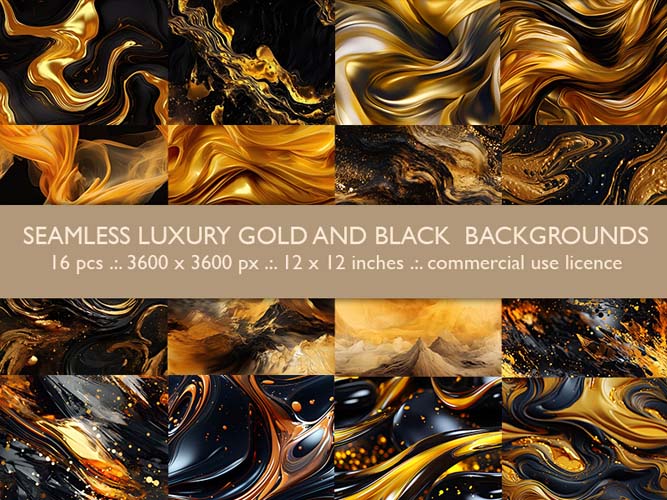 SEAMLESS LUXURY GOLD AND BLACK BACKGROUNDS
16 pcs .:. 3600 x 3600 px .:. 12 x 12 inches .:. commercial use licence